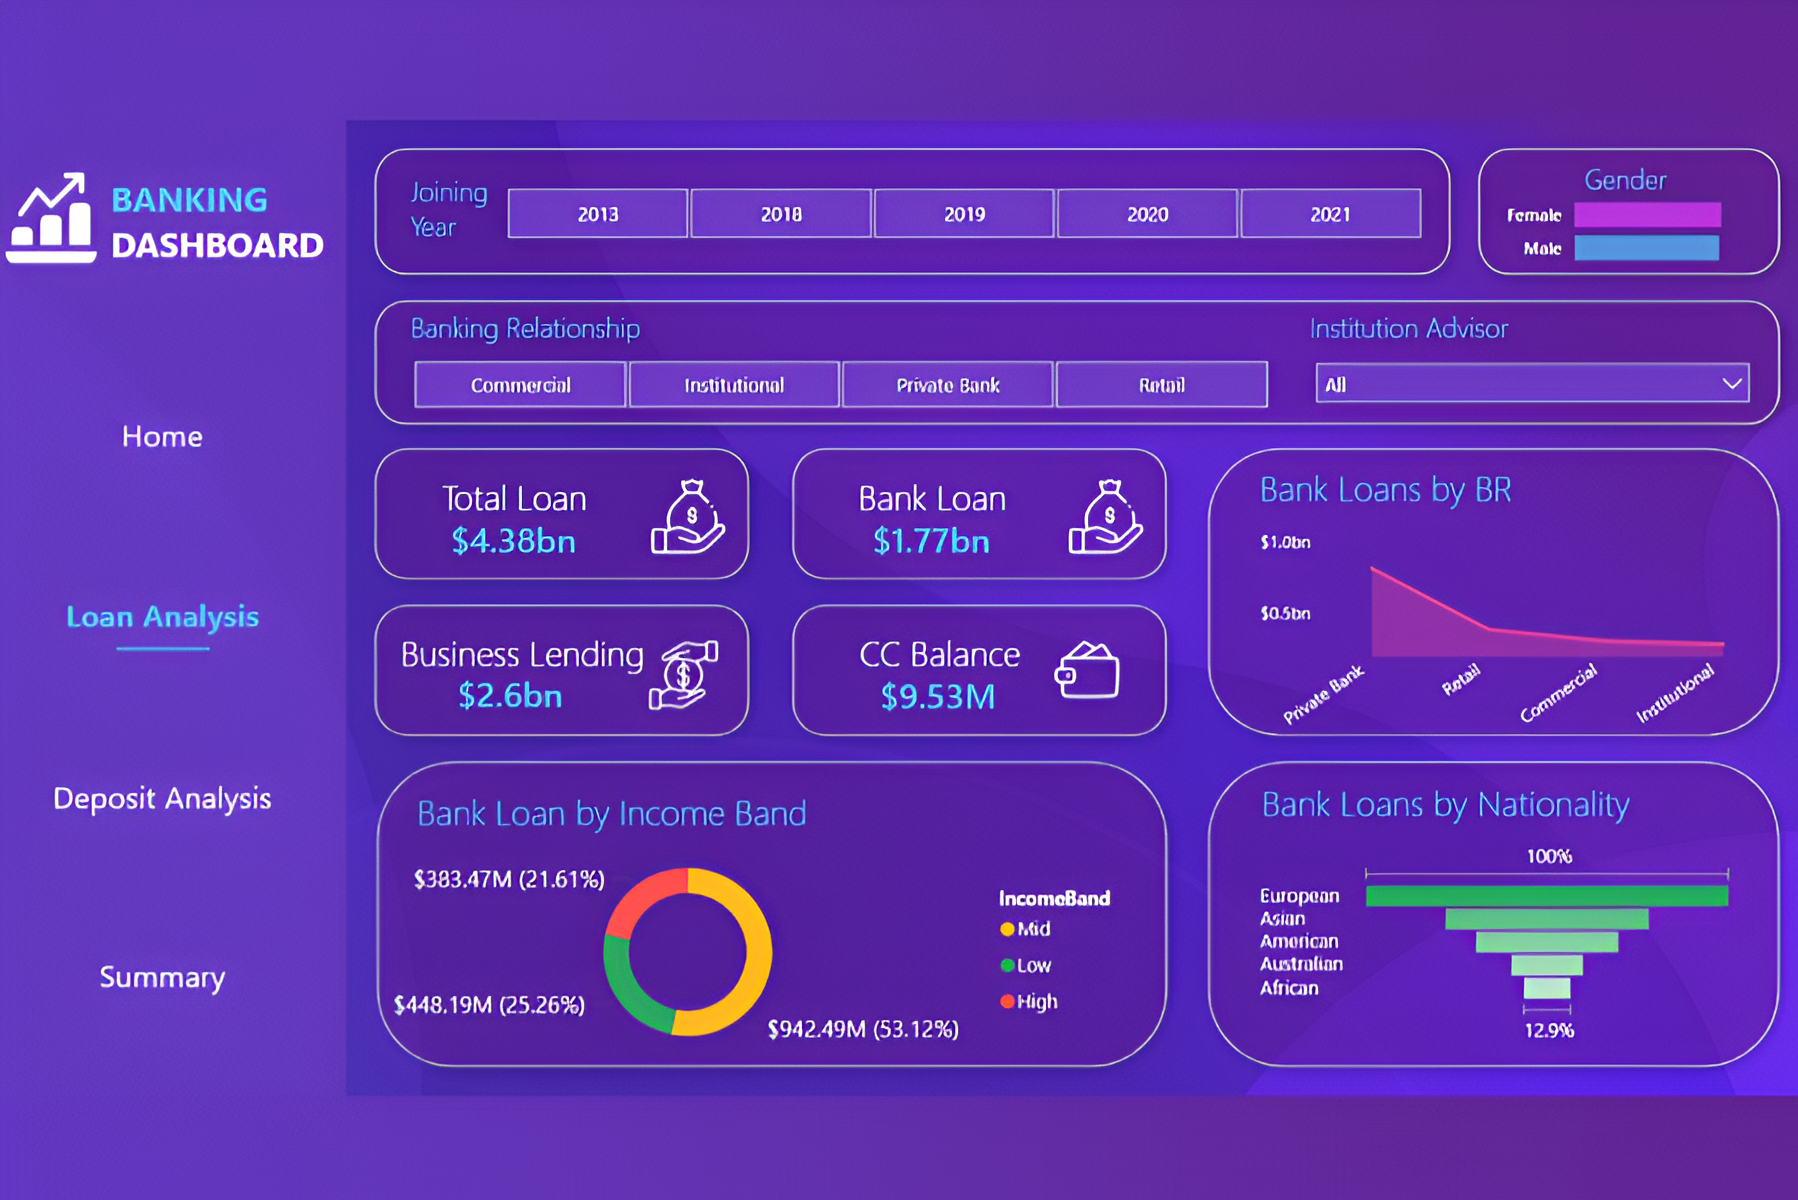 BANKING
DASHBOARD
Home
Loan Analysis
Deposit Analysis
Summary
Joining
Year
2013
2018
2019
2020
2021
Gender
Female
Male
Banking Relationship
Commercial
Institutional
Private Bank
Retail
Institution Advisor
All
Total Loan
$4.38bn
$
Bank Loan
$1.77bn
$
Business Lending
$2.6bn
$
CC Balance
$9.53M
Bank Loans by BR
$1.0bn
$0.5bn
Private Bank
Retail
Commercial
Institutional
Bank Loan by Income Band
$383.47M (21.61%)
$448.19M (25.26%)
$942.49M (53.12%)
IncomeBand
Mid
Low
High
Bank Loans by Nationality
100%
European
Asian
American
Australian
African
12.9%